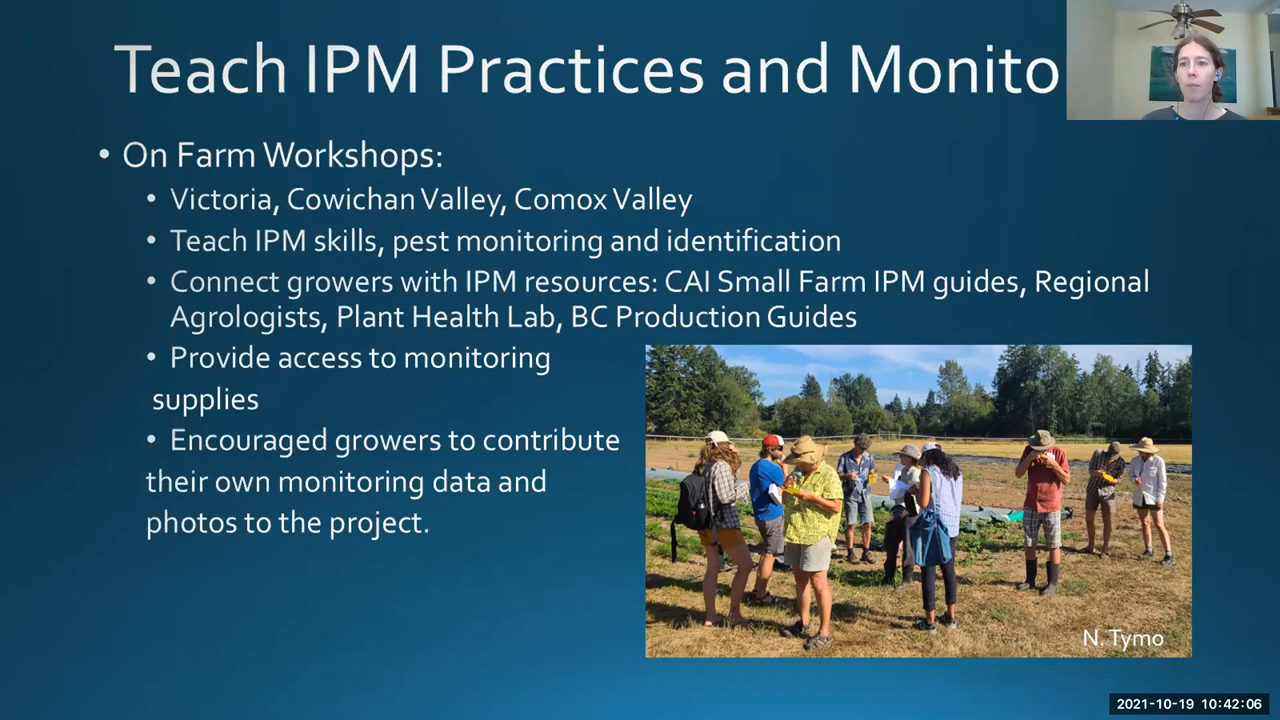 Teach IPM Practices and Monito
• On Farm Workshops:
• Victoria, Cowichan Valley, Comox Valley
• Teach IPM skills, pest monitoring and identification
• Connect growers with IPM resources: CAI Small Farm IPM guides, Regional
Agrologists, Plant Health Lab, BC Production Guides
• Provide access to monitoring
supplies
• Encouraged growers to contribute
their own monitoring data and
photos to the project.
N. Tymo
2021-10-19 10:42:06